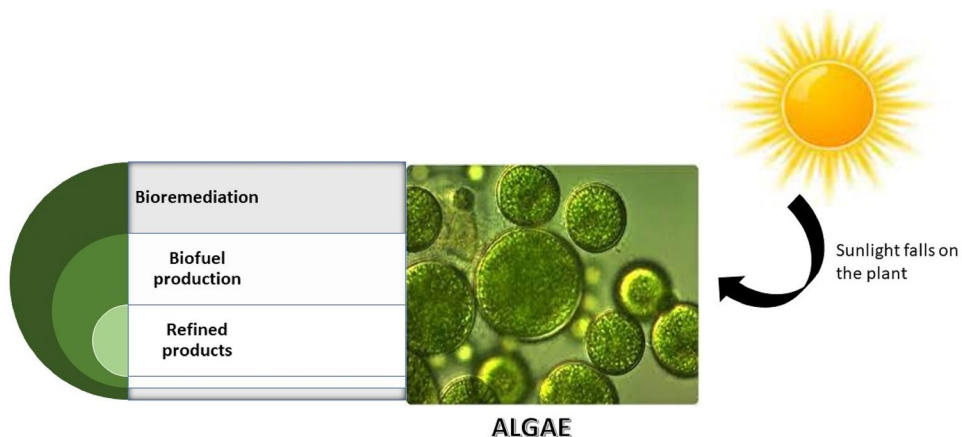 Bioremediation
Biofuel
production
Refined
products
Sunlight falls on
the plant
ALGAE